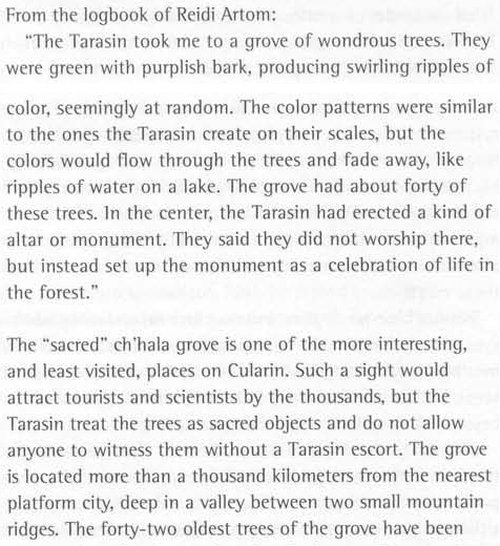 From the logbook of Reidi Artom:
“The Tarasin took me to a grove of wondrous trees. They
were green with purplish bark, producing swirling ripples of
color, seemingly at random. The color patterns were similar
to the ones the Tarasin create on their scales, but the
colors would flow through the trees and fade away, like
ripples of water on a lake. The grove had about forty of
these trees. In the center, the Tarasin had erected a kind of
altar or monument. They said they did not worship there,
but instead set up the monument as a celebration of life in
the forest.”
The “sacred” ch’hala grove is one of the more interesting,
and least visited, places on Cularin. Such a sight would
attract tourists and scientists by the thousands, but the
Tarasin treat the trees as sacred objects and do not allow
anyone to witness them without a Tarasin escort. The grove
is located more than a thousand kilometers from the nearest
platform city, deep in a valley between two small mountain
ridges. The forty-two oldest trees of the grove have been